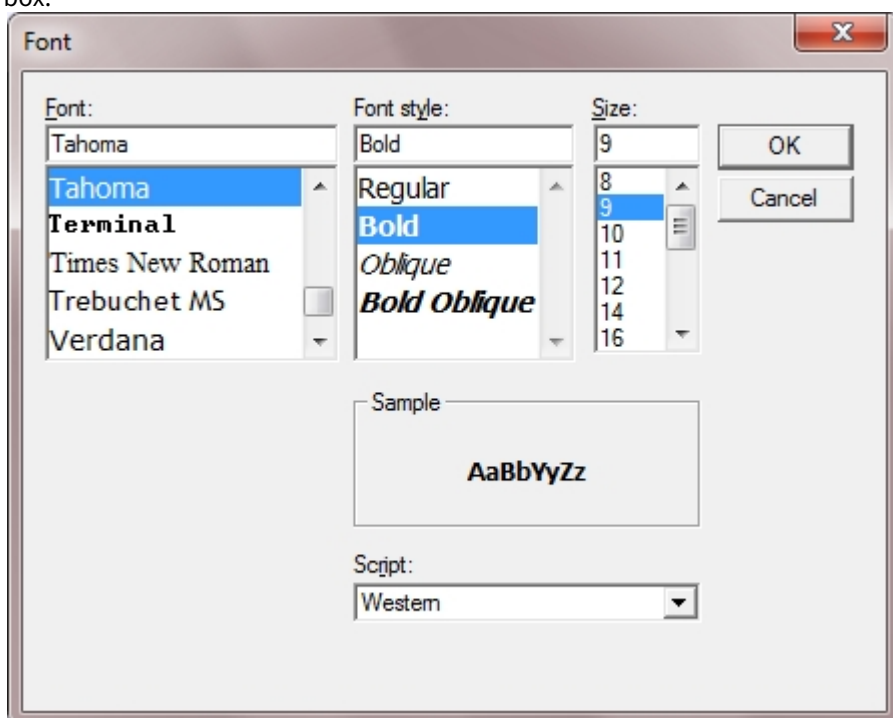 box.
Font
Font:
Font style:
Size:
Tahoma
Bold
9
OK
Cancel
Tahoma
Terminal
Times New Roman
Trebuchet MS
Verdana
Regular
Bold
Oblique
Bold Oblique
8
9
10
11
12
14
16
Sample
AaBbYyZz
Script:
Western